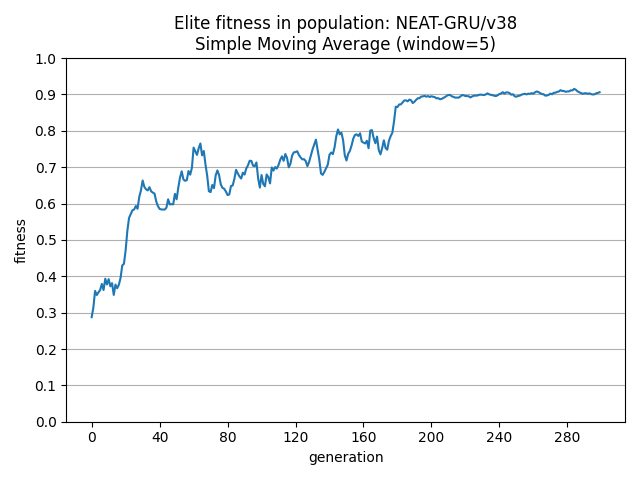 Elite fitness in population: NEAT-GRU/v38
Simple Moving Average (window=5)
1.0
0.9
0.8
0.7
0.6
0.5
0.4
0.3
0.2
0.1
0.0
fitness
0 40 80 120 160 200 240 280
generation